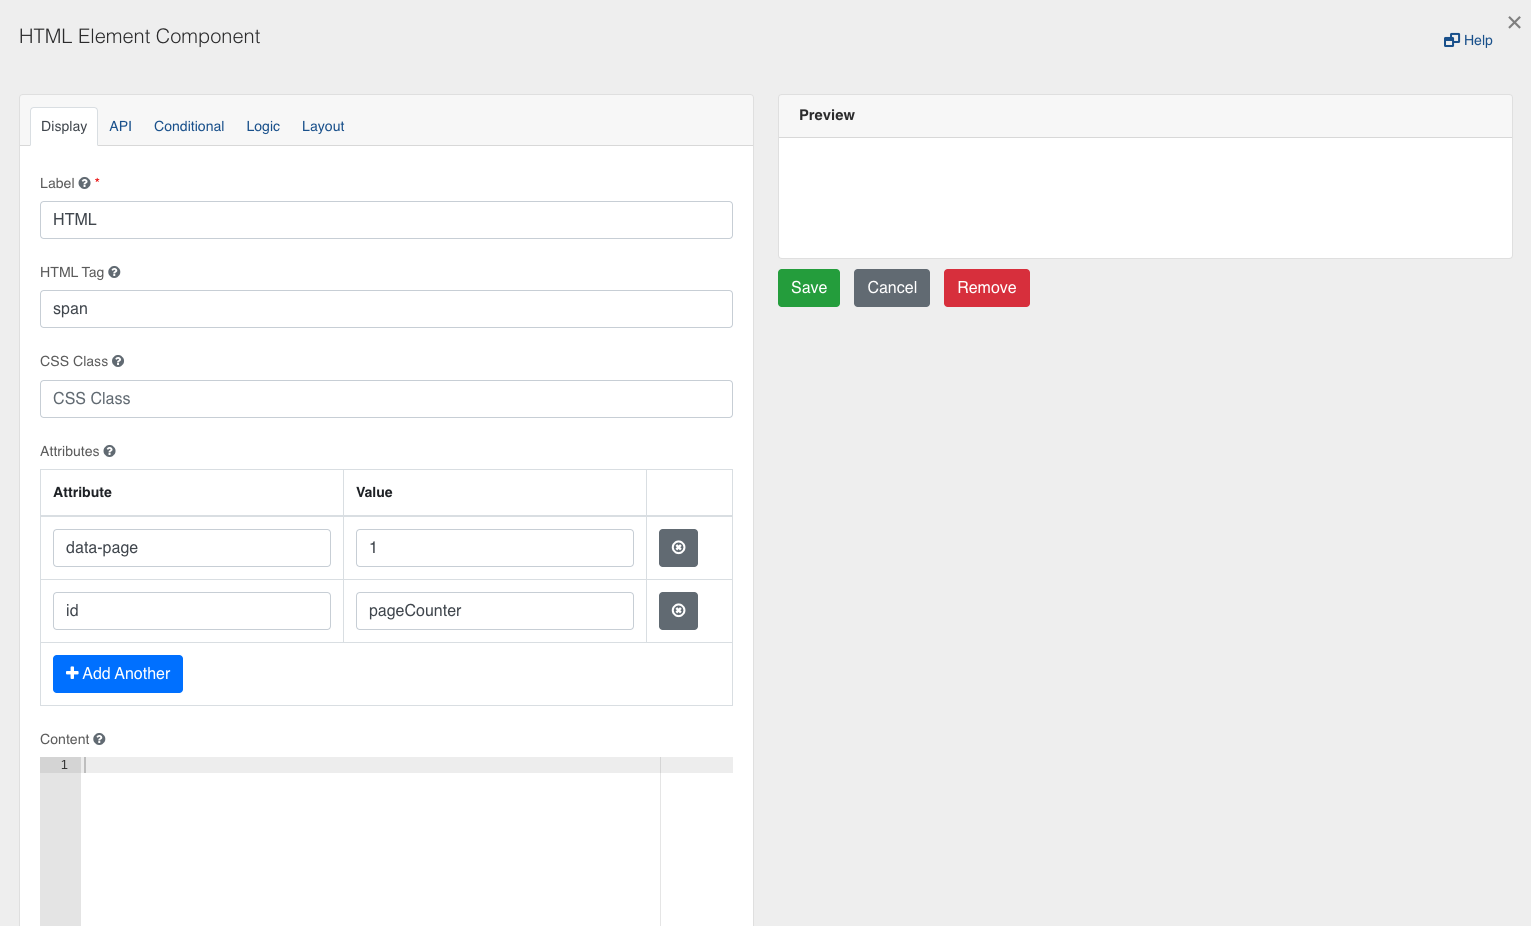 HTML Element Component
Help
Display API Conditional Logic Layout
Label *
HTML
HTML Tag
span
CSS Class
CSS Class
Attributes
Attribute Value
data-page 1
id pageCounter
Add Another
Content
1
Preview
Save Cancel Remove